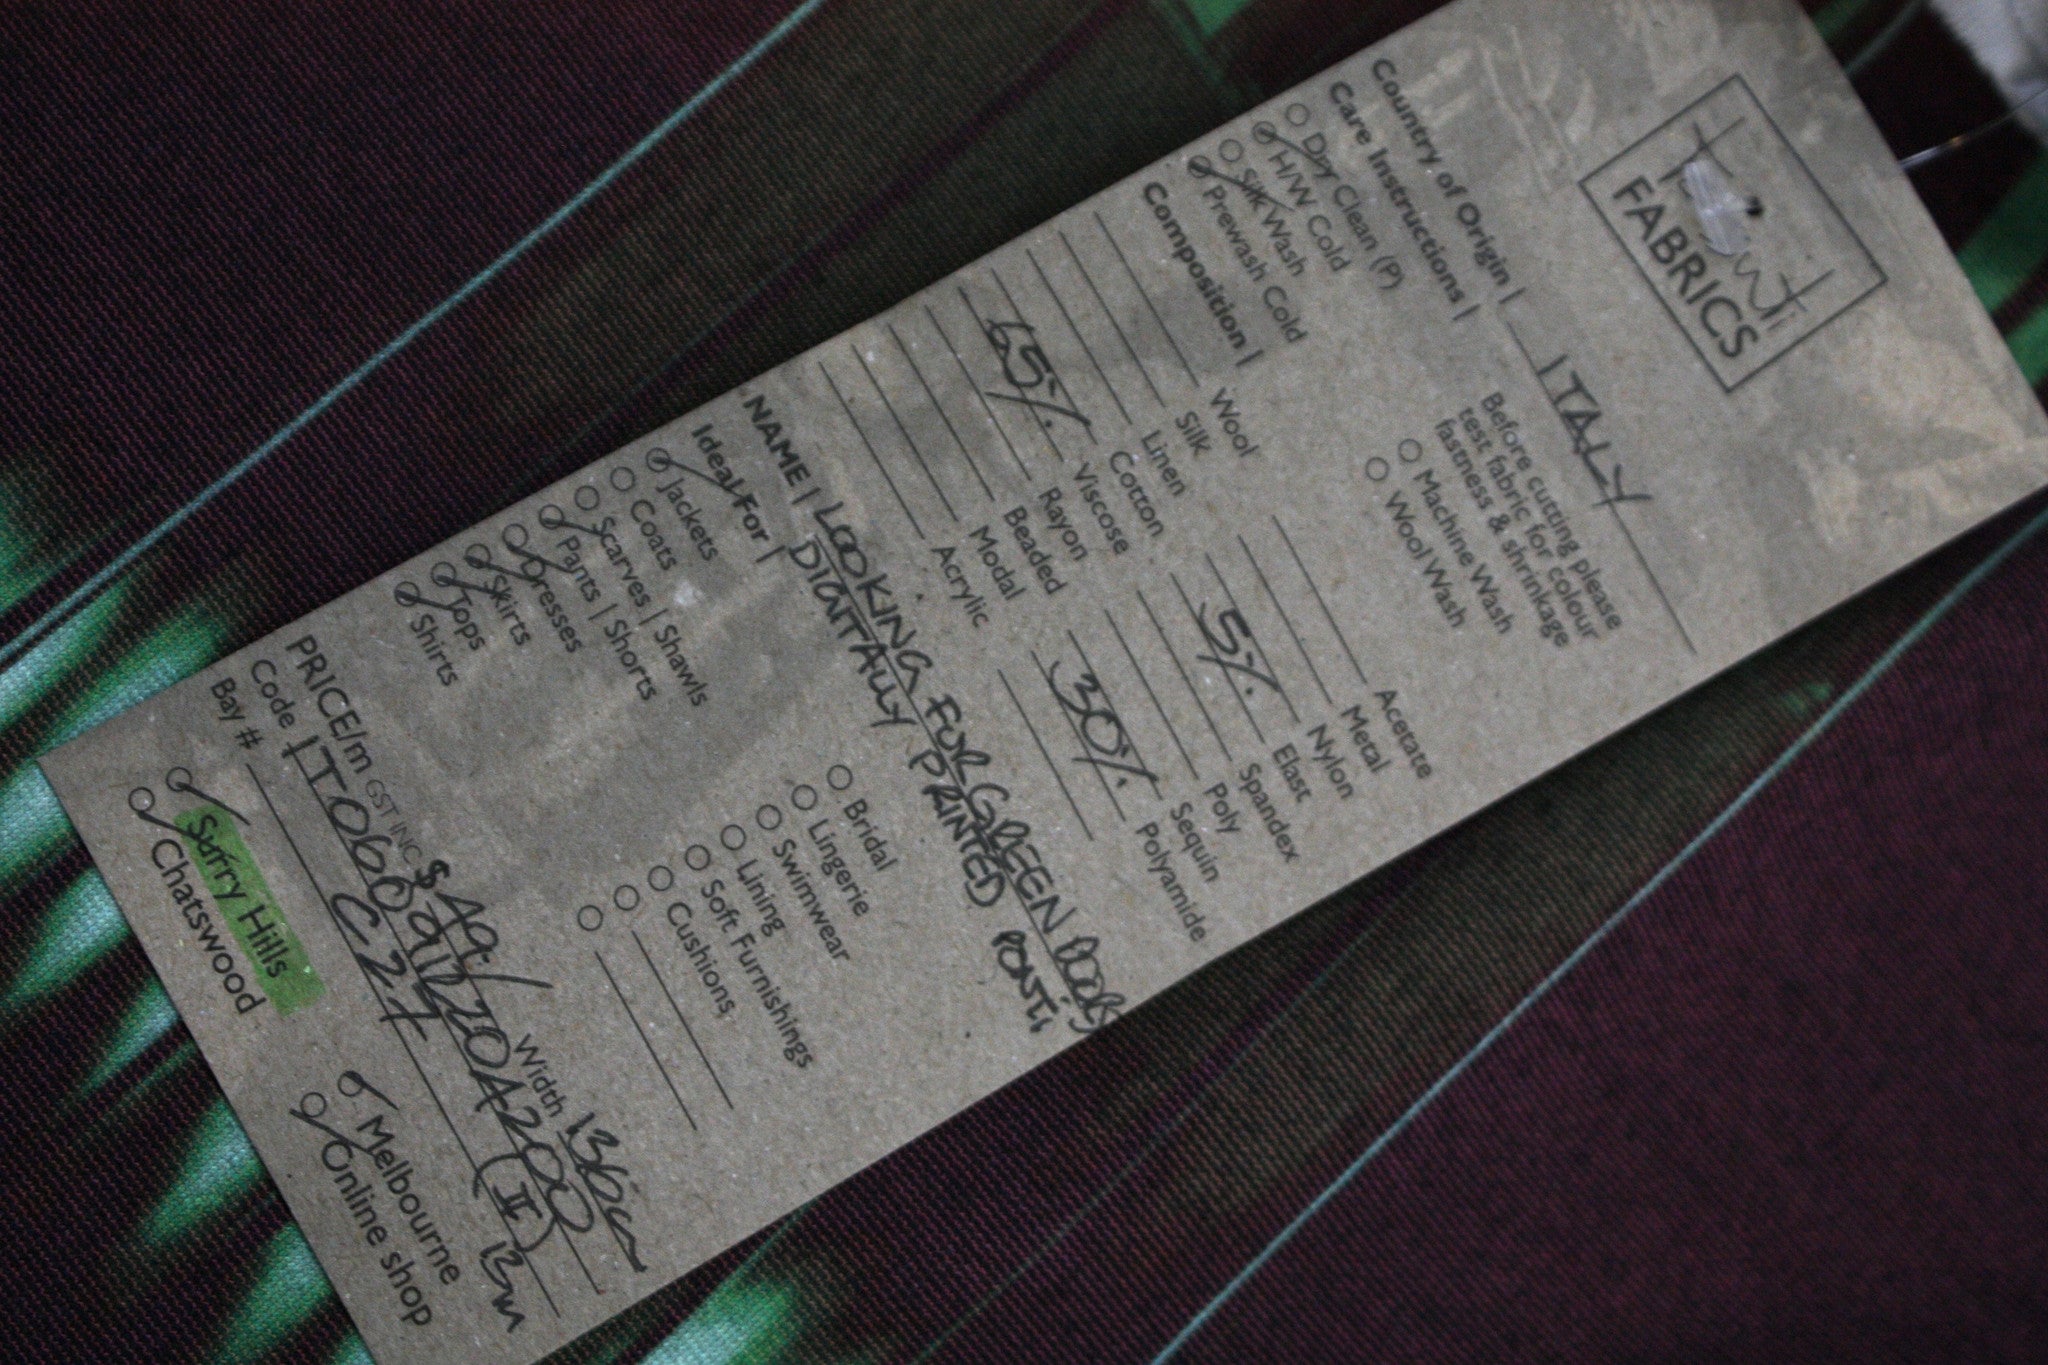 FABRICS
Country of Origin | ITALY
Care Instructions |
Dry Clean (P)
H/W Cold
Silk Wash
Prewash Cold
Before cutting please
test fabric for colour
fastness & shrinkage
Machine Wash
Wool Wash
Composition |
Wool
Silk
Linen
Cotton
65% Viscose
Rayon
Beaded
Modal
Acrylic
Acetate
Metal
Nylon
5% Elast
Spandex
Poly
Sequin
30% Polyamide
NAME | LOOKING FOR GREEN
DIGITALLY PRINTED PONTI
Ideal For |
Jackets
Coats
Scarves | Shawls
Pants | Shorts
Dresses
Skirts
Tops
Shirts
Bridal
Lingerie
Swimwear
Lining
Soft Furnishings
Cushions
PRICE/m GST INC $49. Width 136cm
Code |
Bay # C27 13m
Surry Hills
Chatswood
Melbourne
Online shop